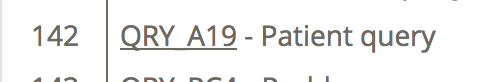 142 QRY_A19 - Patient query